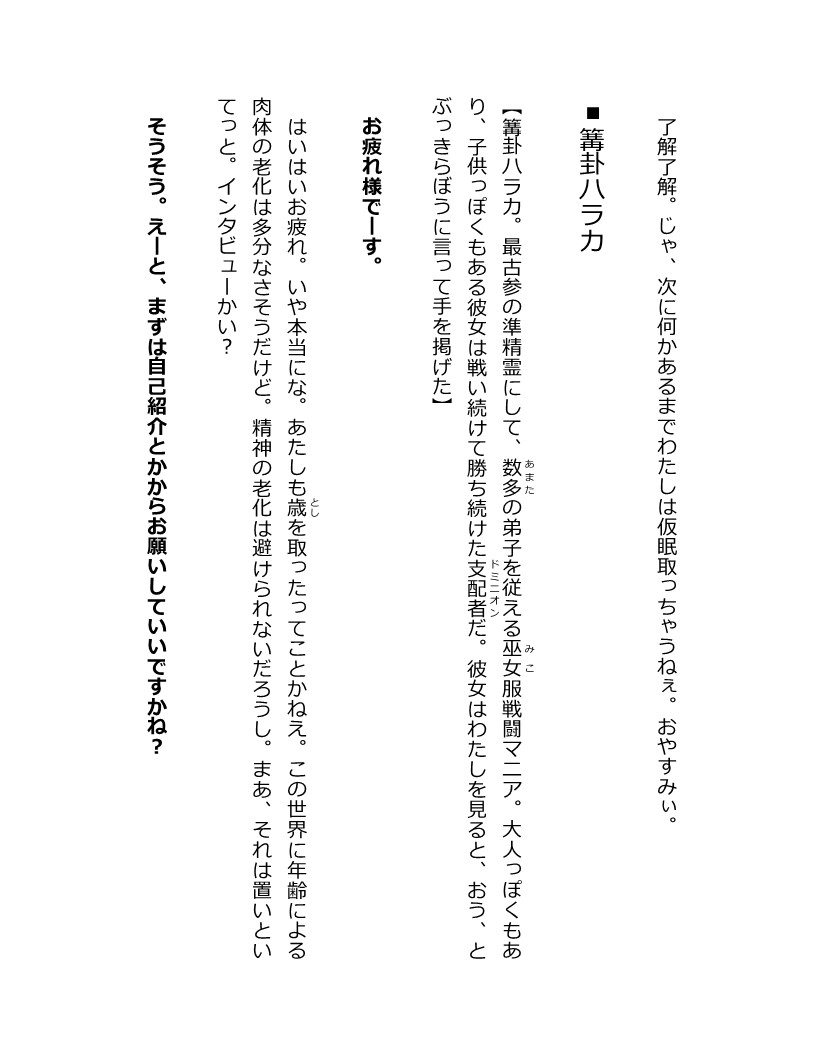 了解了解。じゃ、次に何かあるまでわたしは仮眠取っちゃうねぇ。おやすみぃ。
■篝卦ハラカ
【篝卦ハラカ。最古参の準精霊にして、数多の弟子を従える巫女服戦闘マニア。大人っぽくもあ
あまた
みこ
り、子供っぽくもある彼女は戦い続けて勝ち続けた支配者だ。彼女はわたしを見ると、おう、と
ドミニオン
ぶっきらぼうに言って手を掲げた】
お疲れ様でーす。
はいはいお疲れ。いや本当にな。あたしも歳を取ったってことかねえ。この世界に年齢による
とし
肉体の老化は多分なさそうだけど。精神の老化は避けられないだろうし。まあ、それは置いとい
てっと。インタビューかい？
そうそう。えーと、まずは自己紹介とかからお願いしていいですかね？